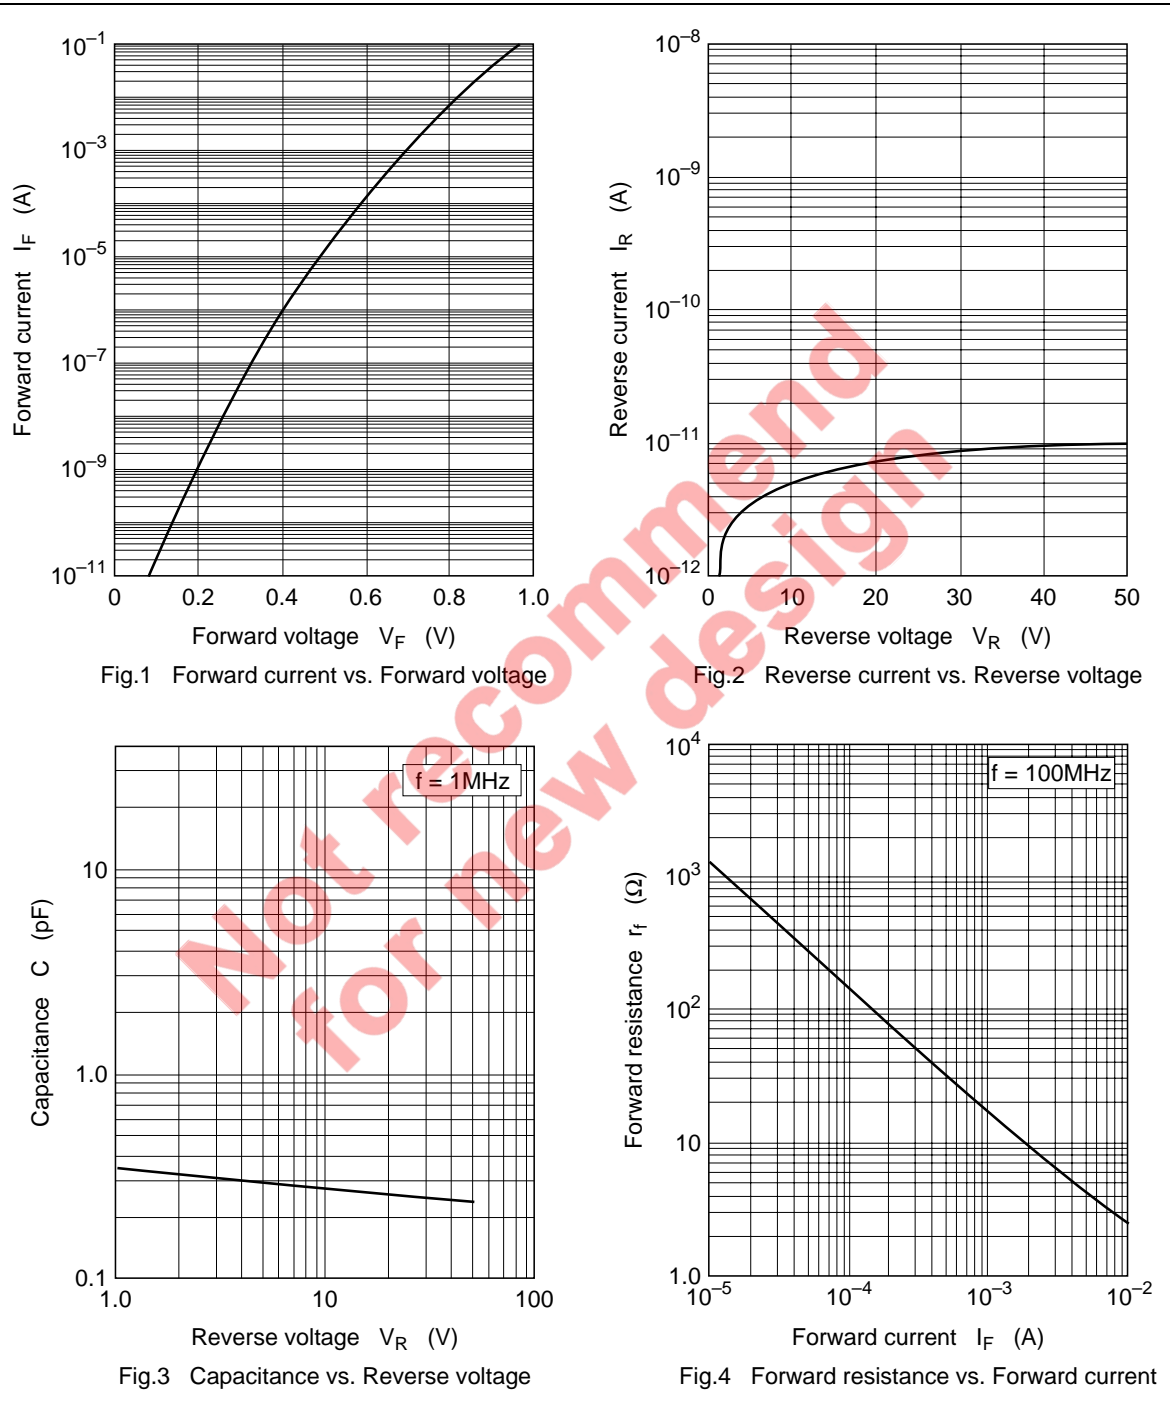 10–1
10–3
10–5
10–7
10–9
10–11
0 0.2 0.4 0.6 0.8 1.0
Forward current IF (A)
Forward voltage VF (V)
Fig.1 Forward current vs. Forward voltage
10–8
10–9
10–10
10–11
10–12
0 10 20 30 40 50
Reverse current IR (A)
Reverse voltage VR (V)
Fig.2 Reverse current vs. Reverse voltage
f = 1MHz
10
1.0
0.1
1.0 10 100
Capacitance C (pF)
Reverse voltage VR (V)
Fig.3 Capacitance vs. Reverse voltage
f = 100MHz
104
103
102
10
1.0
10–5 10–4 10–3 10–2
Forward resistance rf (Ω)
Forward current IF (A)
Fig.4 Forward resistance vs. Forward current
Not recommend
for new design